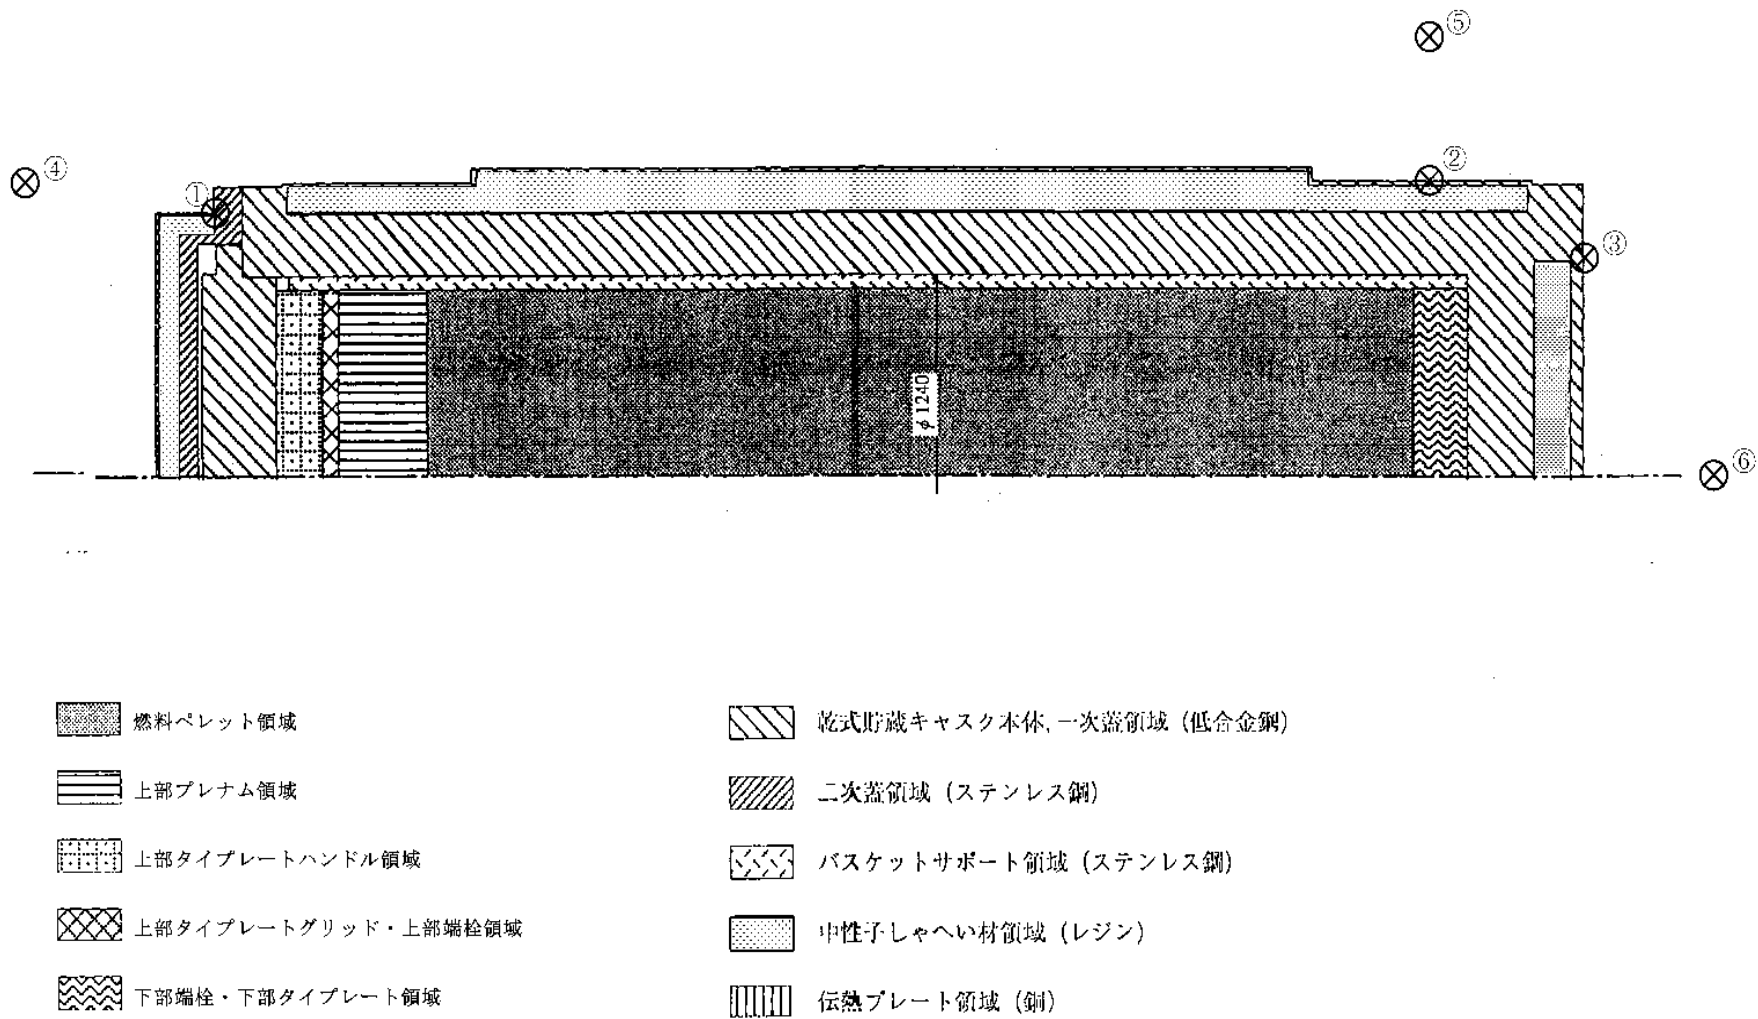 ⑤
②
④
①
③
φ1240
⑥
燃料ペレット領域
乾式貯蔵キャスク本体, 一次蓋領域 (低合金鋼)
上部プレナム領域
二次蓋領域 (ステンレス鋼)
上部タイプレートハンドル領域
バスケットサポート領域 (ステンレス鋼)
上部タイプレートグリッド・上部端栓領域
中性子しゃへい材領域 (レジン)
下部端栓・下部タイプレート領域
伝熱プレート領域 (銅)